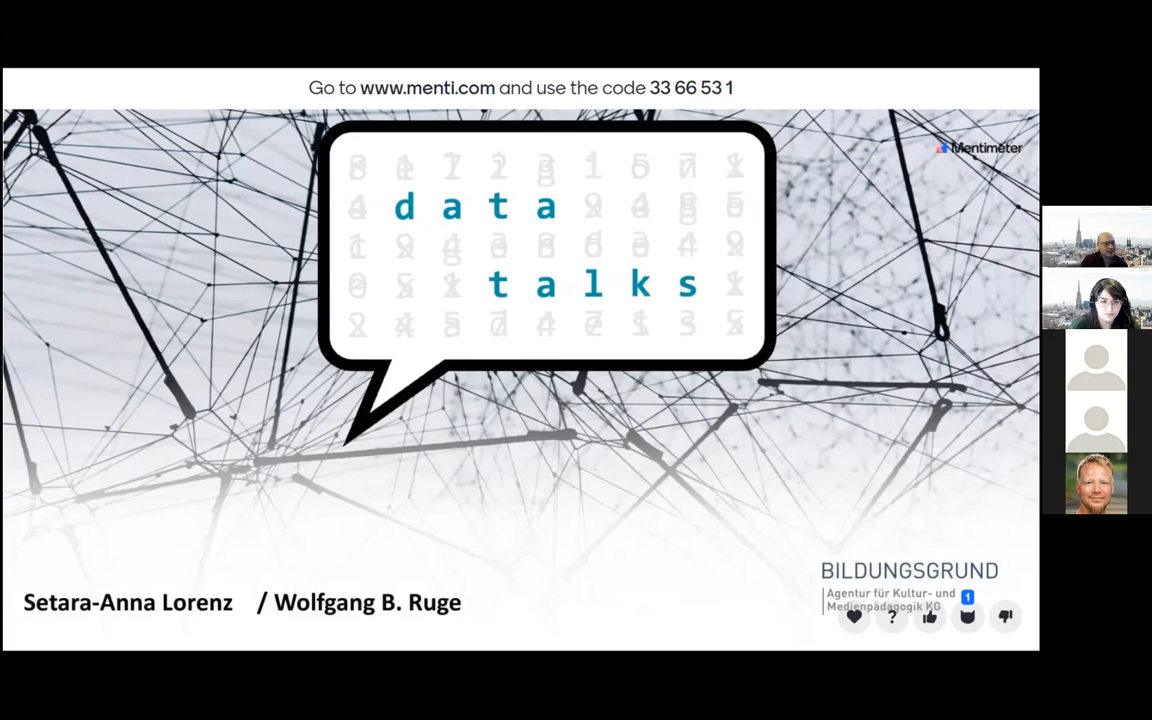 Go to www.menti.com and use the code 33 66 53 1
Mentimeter
data
talks
BILDUNGSGRUND
Agentur für Kultur- und
Medienpädagogik KG
1
?
Setara-Anna Lorenz / Wolfgang B. Ruge